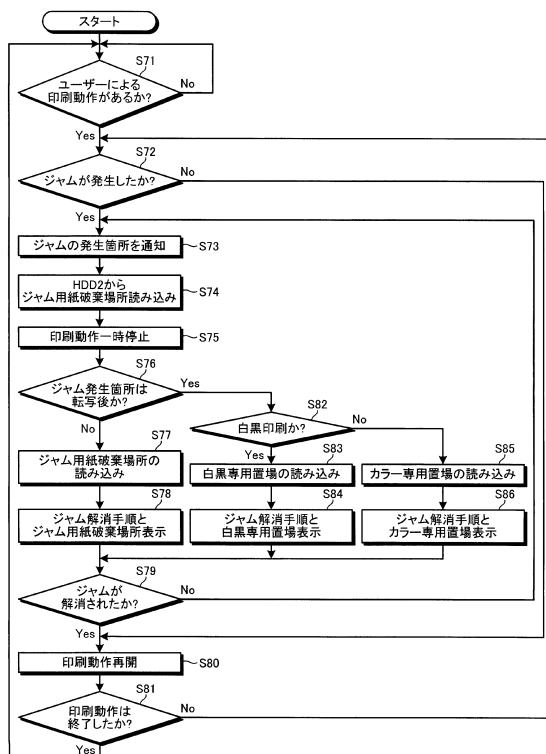 スタート
S71
ユーザーによる
印刷動作があるか?
No
Yes
S72
ジャムが発生したか?
No
Yes
ジャムの発生箇所を通知
S73
HDD2から
ジャム用紙破棄場所読み込み
S74
印刷動作一時停止
S75
S76
ジャム発生箇所は
転写後か?
Yes
No
S82
白黒印刷か?
No
Yes
S77
ジャム用紙破棄場所の
読み込み
S83
白黒専用置場の読み込み
S85
カラー専用置場の読み込み
S78
ジャム解消手順と
ジャム用紙破棄場所表示
S84
ジャム解消手順と
白黒専用置場表示
S86
ジャム解消手順と
カラー専用置場表示
S79
ジャムが
解消されたか?
No
Yes
印刷動作再開
S80
S81
印刷動作は
終了したか?
No
Yes